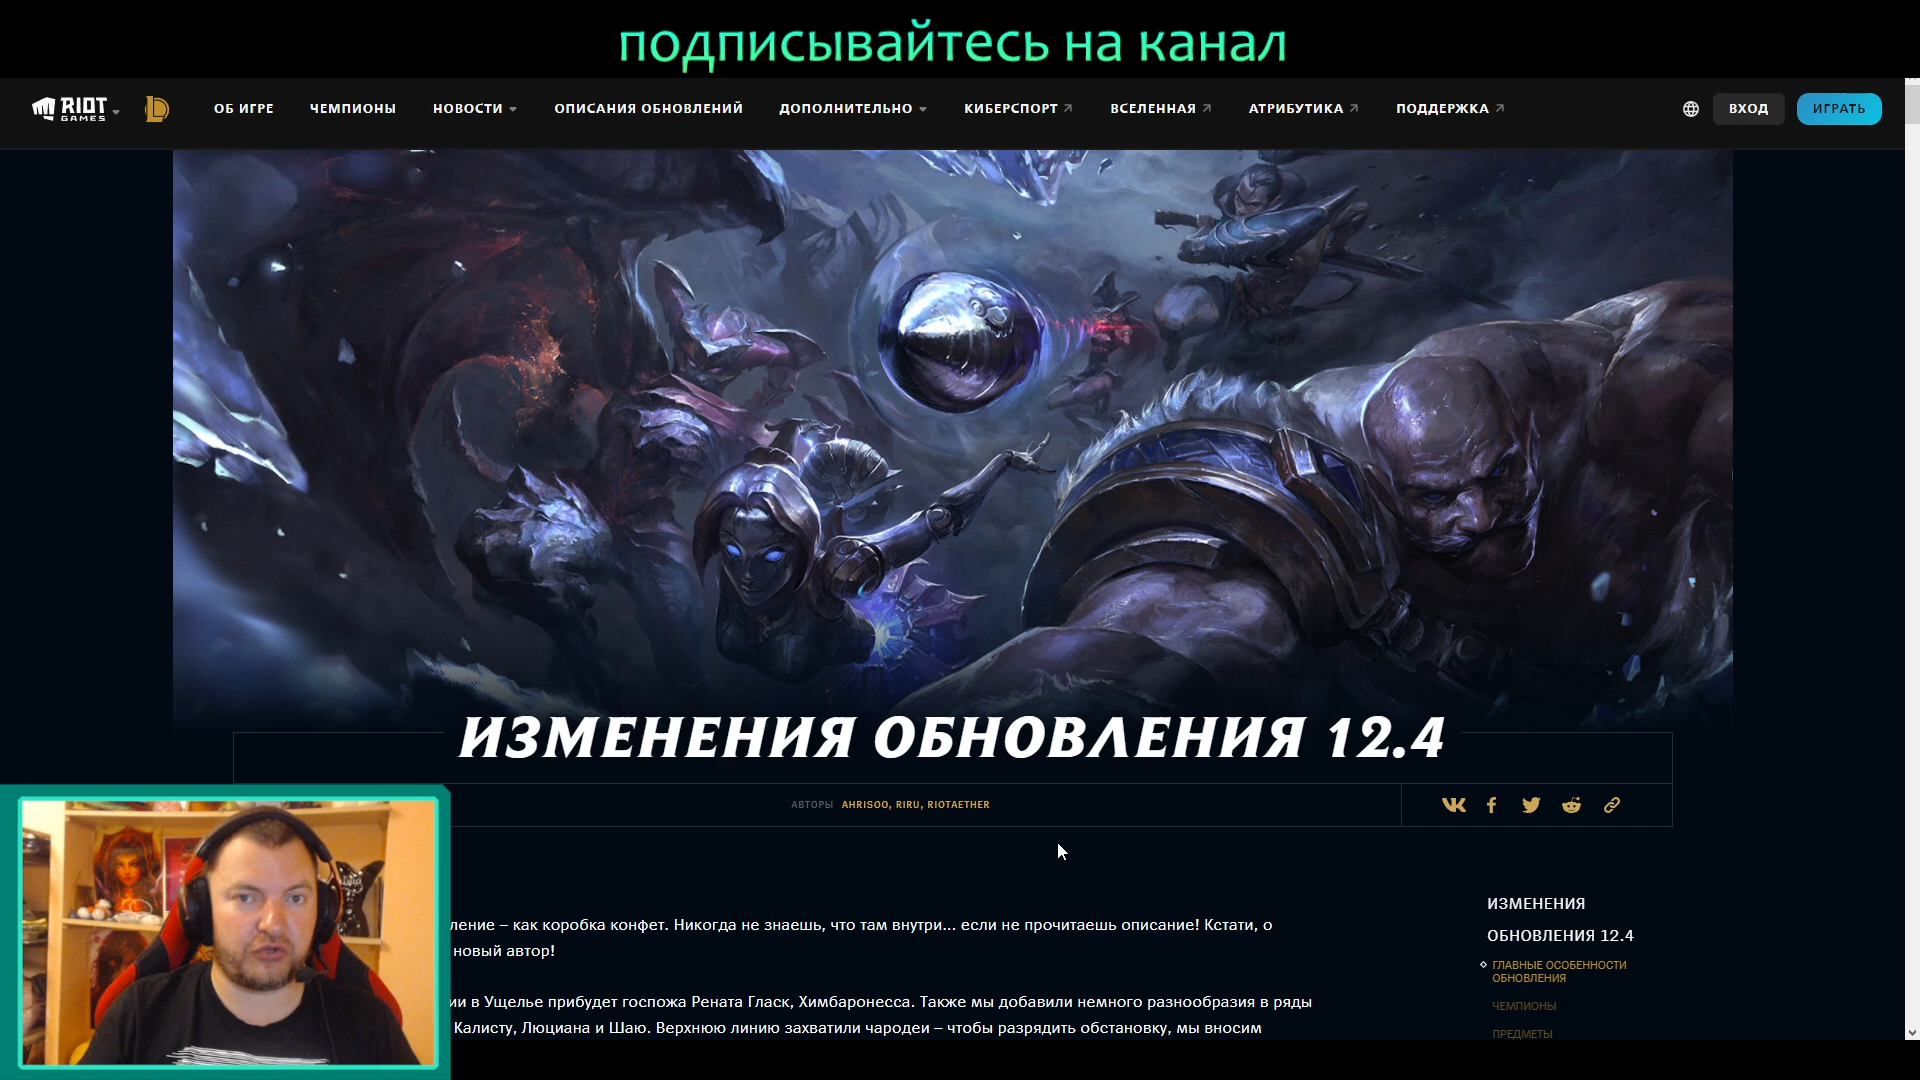 подписывайтесь на канал
RIOT GAMES
ОБ ИГРЕ ЧЕМПИОНЫ НОВОСТИ ОПИСАНИЯ ОБНОВЛЕНИЙ ДОПОЛНИТЕЛЬНО КИБЕРСПОРТ ВСЕЛЕННАЯ АТРИБУТИКА ПОДДЕРЖКА ВХОД ИГРАТЬ
ИЗМЕНЕНИЯ ОБНОВЛЕНИЯ 12.4
АВТОРЫ AHRISOO, RIRU, RIOTAETHER
ление – как коробка конфет. Никогда не знаешь, что там внутри... если не прочитаешь описание! Кстати, о
новый автор!
ии в Ущелье прибудет госпожа Рената Гласк, Химбаронесса. Также мы добавили немного разнообразия в ряды
Калисту, Люциана и Шаю. Верхнюю линию захватили чародеи – чтобы разрядить обстановку, мы вносим
ИЗМЕНЕНИЯ
ОБНОВЛЕНИЯ 12.4
ГЛАВНЫЕ ОСОБЕННОСТИ
ОБНОВЛЕНИЯ
ЧЕМПИОНЫ
ПРЕДМЕТЫ